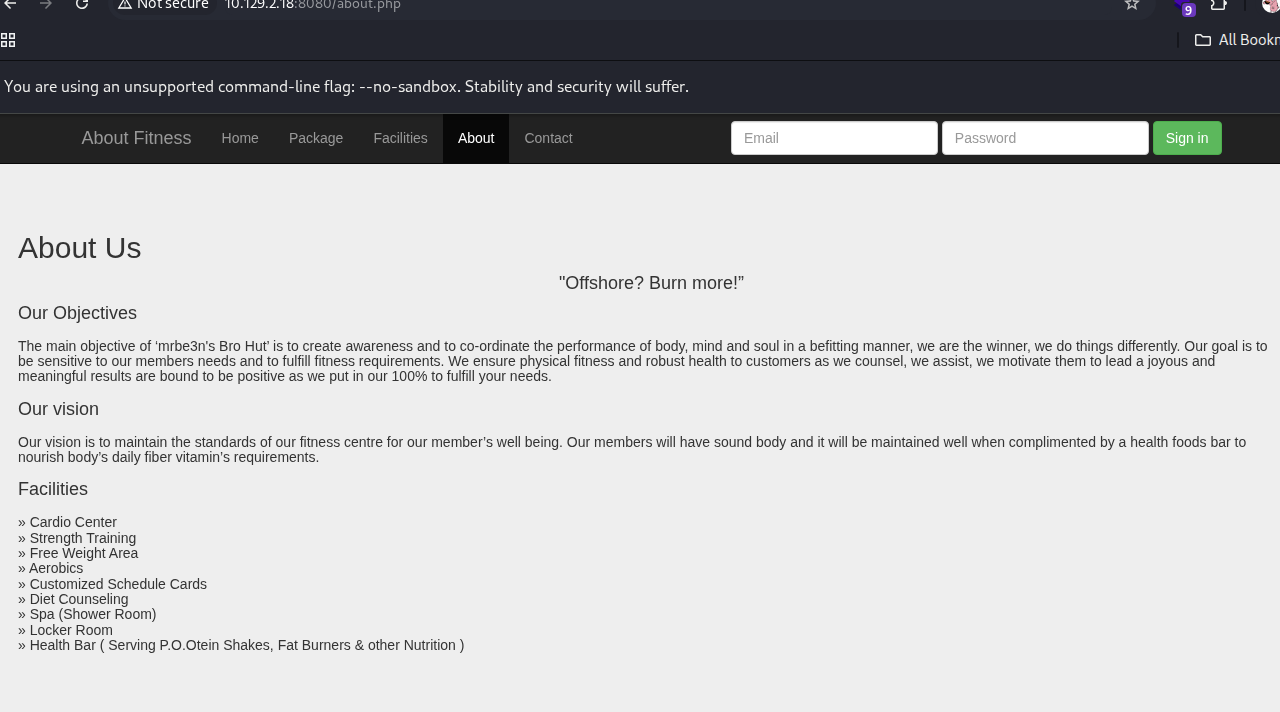 Not secure 10.129.2.18:8080/about.php
9
All Bookm
You are using an unsupported command-line flag: --no-sandbox. Stability and security will suffer.
About Fitness Home Package Facilities About Contact Email Password Sign in
About Us
"Offshore? Burn more!”
Our Objectives
The main objective of ‘mrbe3n's Bro Hut’ is to create awareness and to co-ordinate the performance of body, mind and soul in a befitting manner, we are the winner, we do things differently. Our goal is to
be sensitive to our members needs and to fulfill fitness requirements. We ensure physical fitness and robust health to customers as we counsel, we assist, we motivate them to lead a joyous and
meaningful results are bound to be positive as we put in our 100% to fulfill your needs.
Our vision
Our vision is to maintain the standards of our fitness centre for our member’s well being. Our members will have sound body and it will be maintained well when complimented by a health foods bar to
nourish body’s daily fiber vitamin’s requirements.
Facilities
» Cardio Center
» Strength Training
» Free Weight Area
» Aerobics
» Customized Schedule Cards
» Diet Counseling
» Spa (Shower Room)
» Locker Room
» Health Bar ( Serving P.O.Otein Shakes, Fat Burners & other Nutrition )